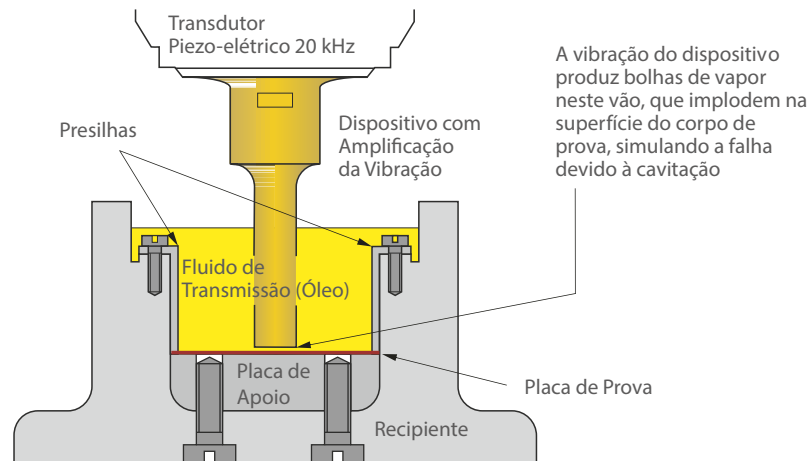 Transdutor
Piezo-elétrico 20 kHz
A vibração do dispositivo
produz bolhas de vapor
neste vão, que implodem na
superfície do corpo de
prova, simulando a falha
devido à cavitação
Presilhas
Dispositivo com
Amplificação
da Vibração
Fluido de
Transmissão (Óleo)
Placa de
Apoio
Placa de Prova
Recipiente